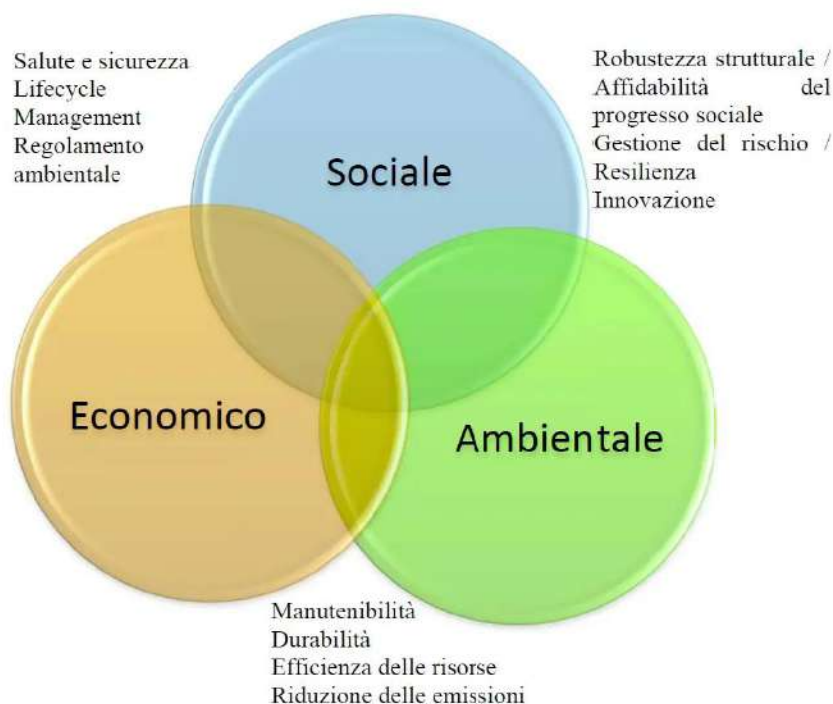 Salute e sicurezza
Lifecycle
Management
Regolamento
ambientale
Robustezza strutturale /
Affidabilità del
progresso sociale
Gestione del rischio /
Resilienza
Innovazione
Sociale
Economico
Ambientale
Manutenibilità
Durabilità
Efficienza delle risorse
Riduzione delle emissioni